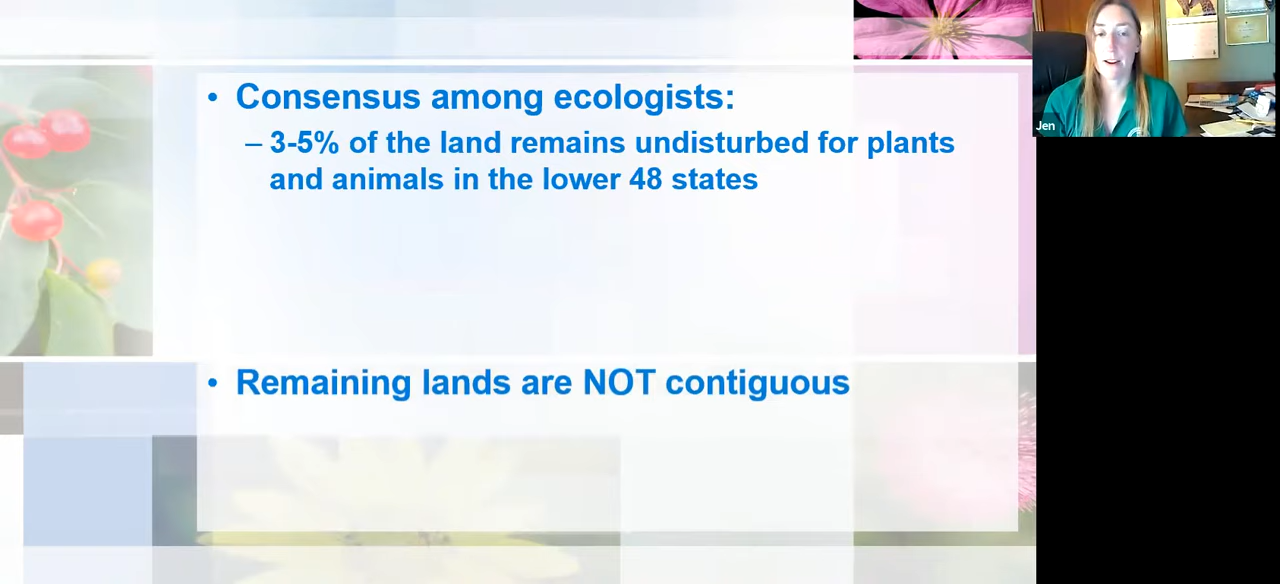 • Consensus among ecologists:
– 3-5% of the land remains undisturbed for plants
and animals in the lower 48 states
• Remaining lands are NOT contiguous
Jen